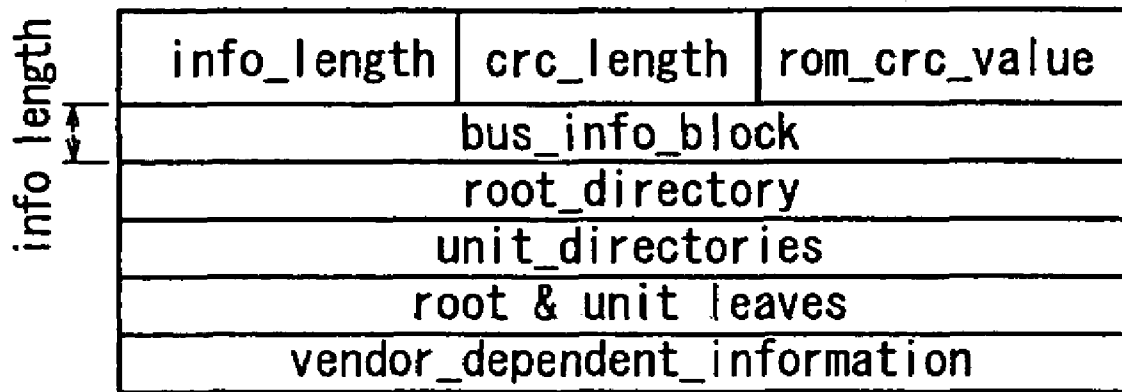 info length
info_length crc_length rom_crc_value
bus_info_block
root_directory
unit_directories
root & unit leaves
vendor_dependent_information